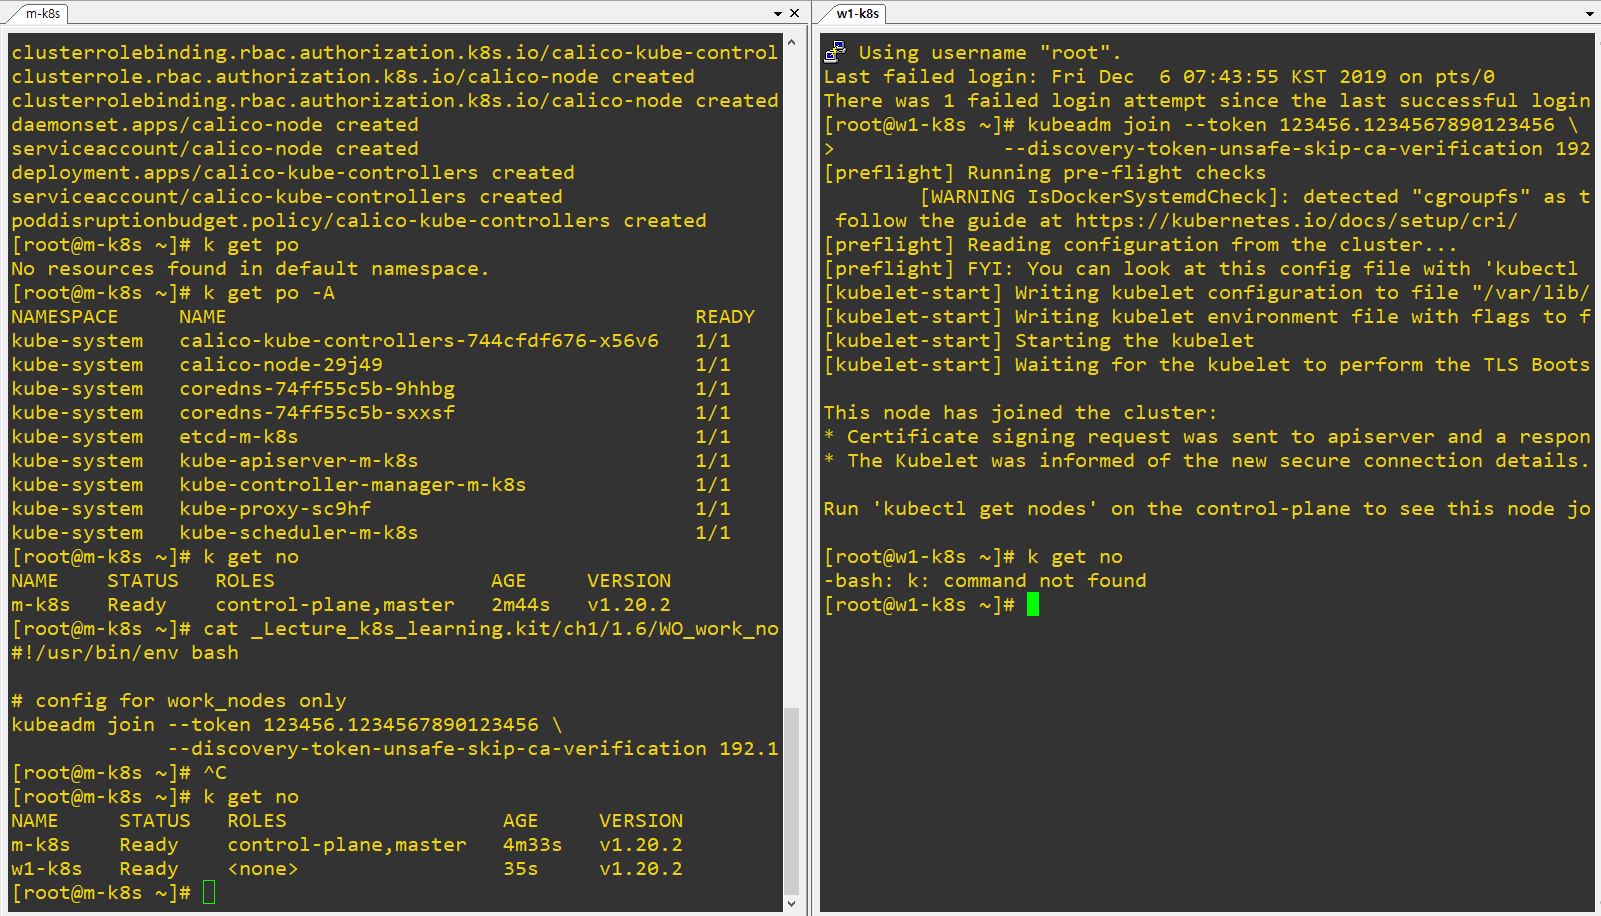 m-k8s
clusterrolebinding.rbac.authorization.k8s.io/calico-kube-control
clusterrole.rbac.authorization.k8s.io/calico-node created
clusterrolebinding.rbac.authorization.k8s.io/calico-node created
daemonset.apps/calico-node created
serviceaccount/calico-node created
deployment.apps/calico-kube-controllers created
serviceaccount/calico-kube-controllers created
poddisruptionbudget.policy/calico-kube-controllers created
[root@m-k8s ~]# k get po
No resources found in default namespace.
[root@m-k8s ~]# k get po -A
NAMESPACE     NAME                                       READY
kube-system   calico-kube-controllers-744cfdf676-x56v6   1/1
kube-system   calico-node-29j49                          1/1
kube-system   coredns-74ff55c5b-9hhbg                    1/1
kube-system   coredns-74ff55c5b-sxxsf                    1/1
kube-system   etcd-m-k8s                                 1/1
kube-system   kube-apiserver-m-k8s                       1/1
kube-system   kube-controller-manager-m-k8s              1/1
kube-system   kube-proxy-sc9hf                           1/1
kube-system   kube-scheduler-m-k8s                       1/1
[root@m-k8s ~]# k get no
NAME    STATUS   ROLES                  AGE     VERSION
m-k8s   Ready    control-plane,master   2m44s   v1.20.2
[root@m-k8s ~]# cat _Lecture_k8s_learning.kit/ch1/1.6/WO_work_no
#!/usr/bin/env bash

# config for work_nodes only
kubeadm join --token 123456.1234567890123456 \
             --discovery-token-unsafe-skip-ca-verification 192.1
[root@m-k8s ~]# ^C
[root@m-k8s ~]# k get no
NAME     STATUS   ROLES                  AGE     VERSION
m-k8s    Ready    control-plane,master   4m33s   v1.20.2
w1-k8s   Ready    <none>                 35s     v1.20.2
[root@m-k8s ~]#
w1-k8s
Using username "root".
Last failed login: Fri Dec  6 07:43:55 KST 2019 on pts/0
There was 1 failed login attempt since the last successful login
[root@w1-k8s ~]# kubeadm join --token 123456.1234567890123456 \
>              --discovery-token-unsafe-skip-ca-verification 192
[preflight] Running pre-flight checks
        [WARNING IsDockerSystemdCheck]: detected "cgroupfs" as t
 follow the guide at https://kubernetes.io/docs/setup/cri/
[preflight] Reading configuration from the cluster...
[preflight] FYI: You can look at this config file with 'kubectl
[kubelet-start] Writing kubelet configuration to file "/var/lib/
[kubelet-start] Writing kubelet environment file with flags to f
[kubelet-start] Starting the kubelet
[kubelet-start] Waiting for the kubelet to perform the TLS Boots

This node has joined the cluster:
* Certificate signing request was sent to apiserver and a respon
* The Kubelet was informed of the new secure connection details.

Run 'kubectl get nodes' on the control-plane to see this node jo

[root@w1-k8s ~]# k get no
-bash: k: command not found
[root@w1-k8s ~]#